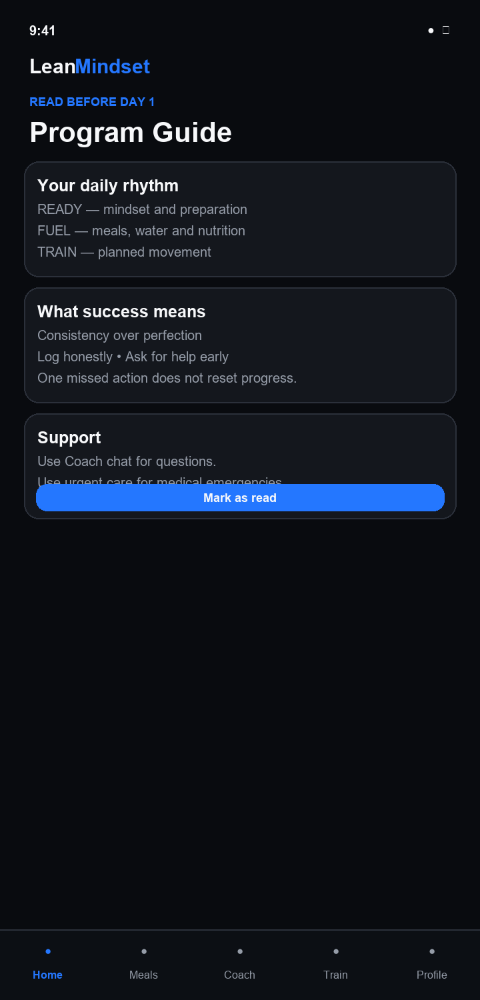 9:41
LeanMindset
READ BEFORE DAY 1
Program Guide
Your daily rhythm
READY — mindset and preparation
FUEL — meals, water and nutrition
TRAIN — planned movement
What success means
Consistency over perfection
Log honestly • Ask for help early
One missed action does not reset progress.
Support
Use Coach chat for questions.
Use urgent care for medical emergencies.
Mark as read
Home
Meals
Coach
Train
Profile